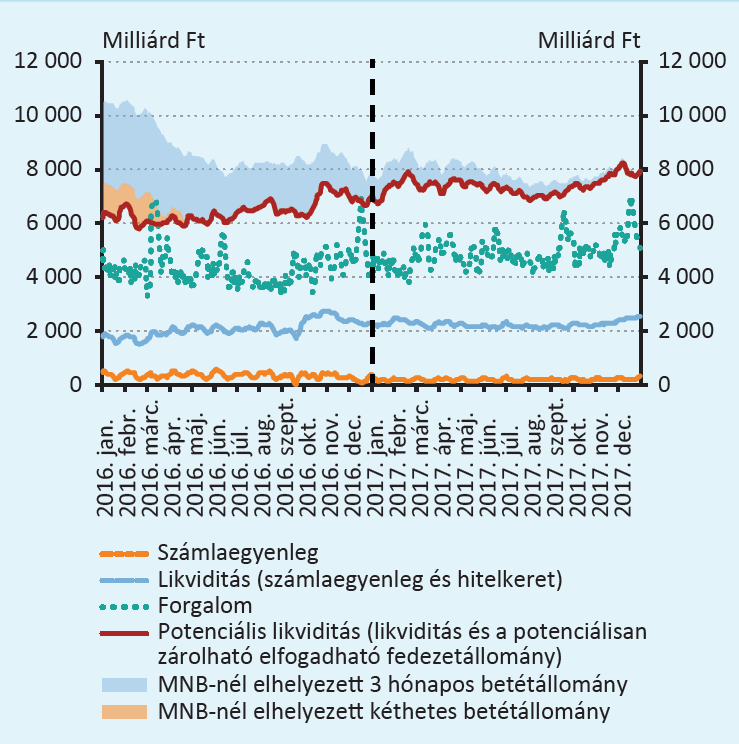 Milliárd Ft Milliárd Ft
12 000 12 000
10 000 10 000
8 000 8 000
6 000 6 000
4 000 4 000
2 000 2 000
0 0
2016. jan.
2016. febr.
2016. márc.
2016. ápr.
2016. máj.
2016. jún.
2016. júl.
2016. aug.
2016. szept.
2016. okt.
2016. nov.
2016. dec.
2017. jan.
2017. febr.
2017. márc.
2017. ápr.
2017. máj.
2017. jún.
2017. júl.
2017. aug.
2017. szept.
2017. okt.
2017. nov.
2017. dec.
Számlaegyenleg
Likviditás (számlaegyenleg és hitelkeret)
Forgalom
Potenciális likviditás (likviditás és a potenciálisan
zárolható elfogadható fedezetállomány)
MNB-nél elhelyezett 3 hónapos betétállomány
MNB-nél elhelyezett kéthetes betétállomány